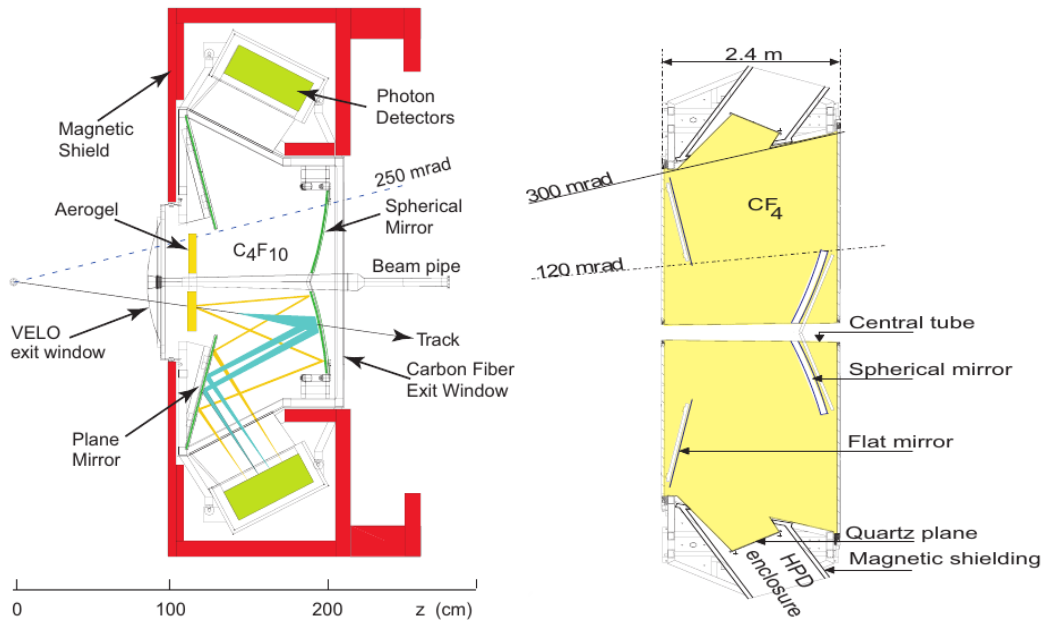 Magnetic
Shield
Photon
Detectors
250 mrad
Aerogel
Spherical
Mirror
C4F10
Beam pipe
VELO
exit window
Track
Carbon Fiber
Exit Window
Plane
Mirror
0
100
200
z (cm)
2.4 m
300 mrad
CF4
120 mrad
Central tube
Spherical mirror
Flat mirror
Quartz plane
Magnetic shielding
HPD
enclosure